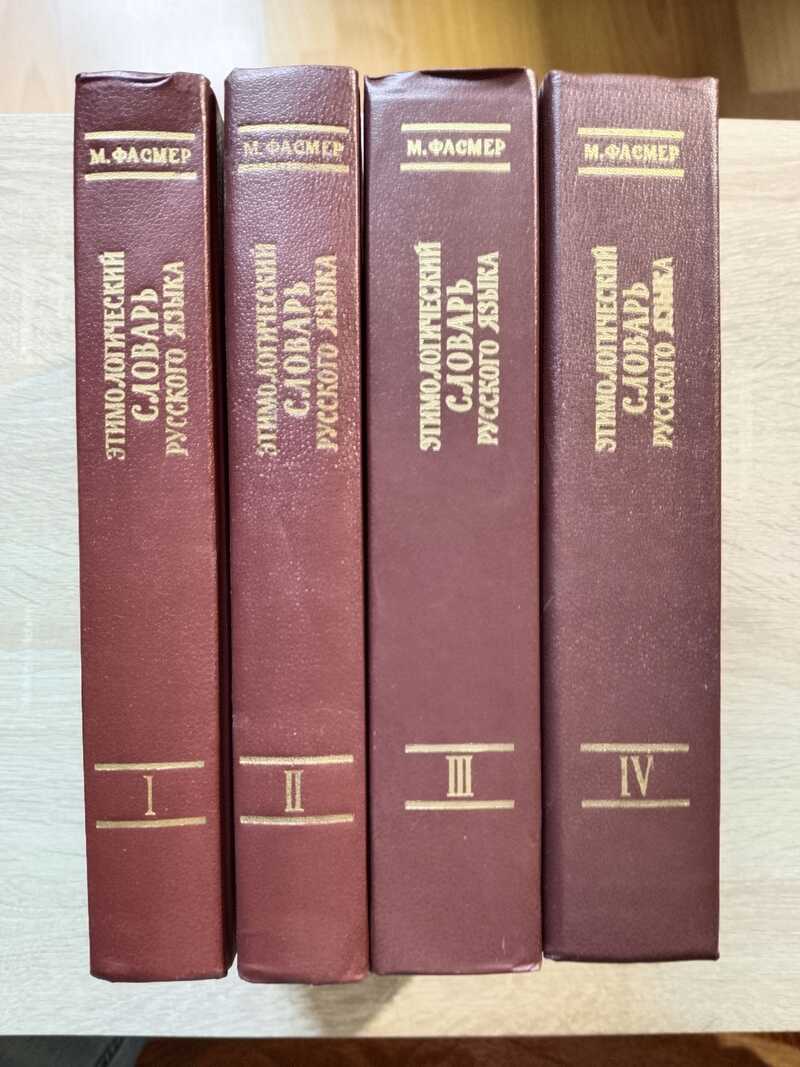 М. ФАСМЕР
ЭТИМОЛОГИЧЕСКИЙ
СЛОВАРЬ
РУССКОГО ЯЗЫКА
I
М. ФАСМЕР
ЭТИМОЛОГИЧЕСКИЙ
СЛОВАРЬ
РУССКОГО ЯЗЫКА
II
М. ФАСМЕР
ЭТИМОЛОГИЧЕСКИЙ
СЛОВАРЬ
РУССКОГО ЯЗЫКА
III
М. ФАСМЕР
ЭТИМОЛОГИЧЕСКИЙ
СЛОВАРЬ
РУССКОГО ЯЗЫКА
IV